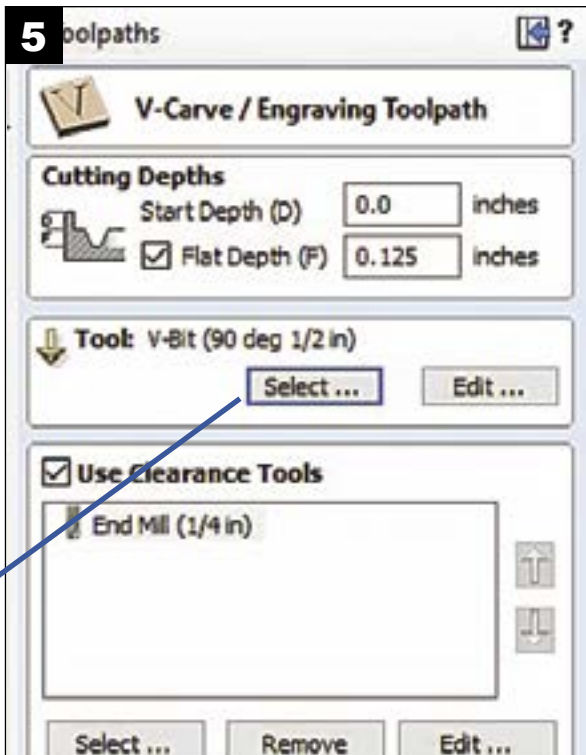 5
oolpaths ?
V-Carve / Engraving Toolpath
Cutting Depths
Start Depth (D) 0.0 inches
Flat Depth (F) 0.125 inches
Tool: V-Bit (90 deg 1/2 in)
Select ... Edit ...
Use Clearance Tools
End Mill (1/4 in)
Select ... Remove Edit ...